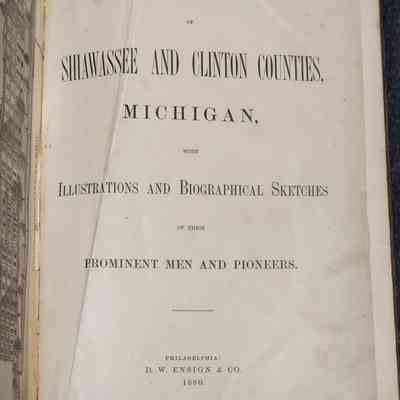 OF
SHIAWASSEE AND CLINTON COUNTIES,
MICHIGAN,
WITH
ILLUSTRATIONS AND BIOGRAPHICAL SKETCHES
OF THEIR
PROMINENT MEN AND PIONEERS.
PHILADELPHIA:
D. W. ENSIGN & CO.
1880.